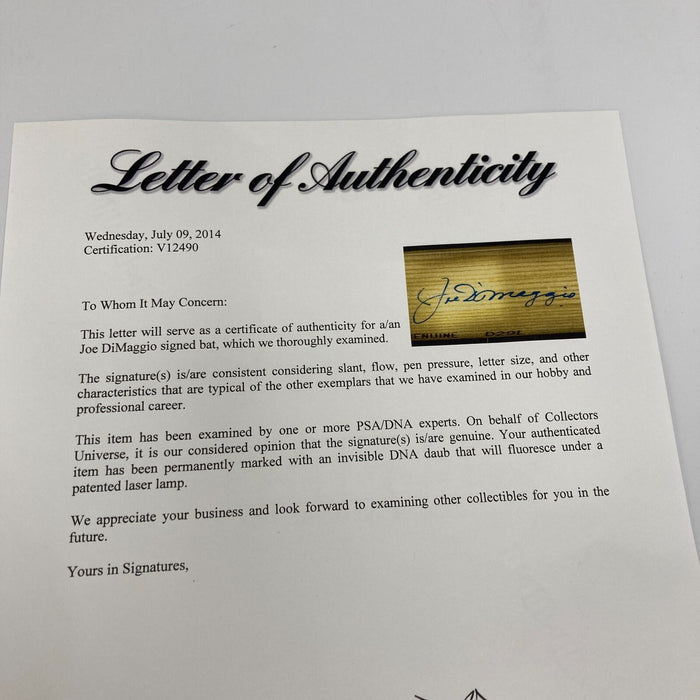 Letter of Authenticity
Wednesday, July 09, 2014
Certification: V12490
Joe DiMaggio
ENUINE
To Whom It May Concern:
This letter will serve as a certificate of authenticity for a/an
Joe DiMaggio signed bat, which we thoroughly examined.
The signature(s) is/are consistent considering slant, flow, pen pressure, letter size, and other
characteristics that are typical of the other exemplars that we have examined in our hobby and
professional career.
This item has been examined by one or more PSA/DNA experts. On behalf of Collectors
Universe, it is our considered opinion that the signature(s) is/are genuine. Your authenticated
item has been permanently marked with an invisible DNA daub that will fluoresce under a
patented laser lamp.
We appreciate your business and look forward to examining other collectibles for you in the
future.
Yours in Signatures,